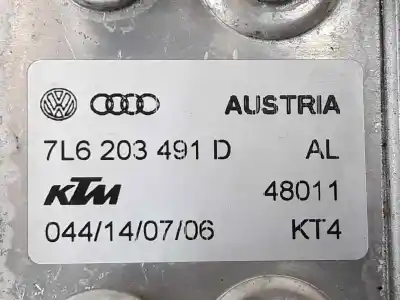 AUSTRIA
7L6 203 491 D AL
KTM 48011
044/14/07/06 KT4